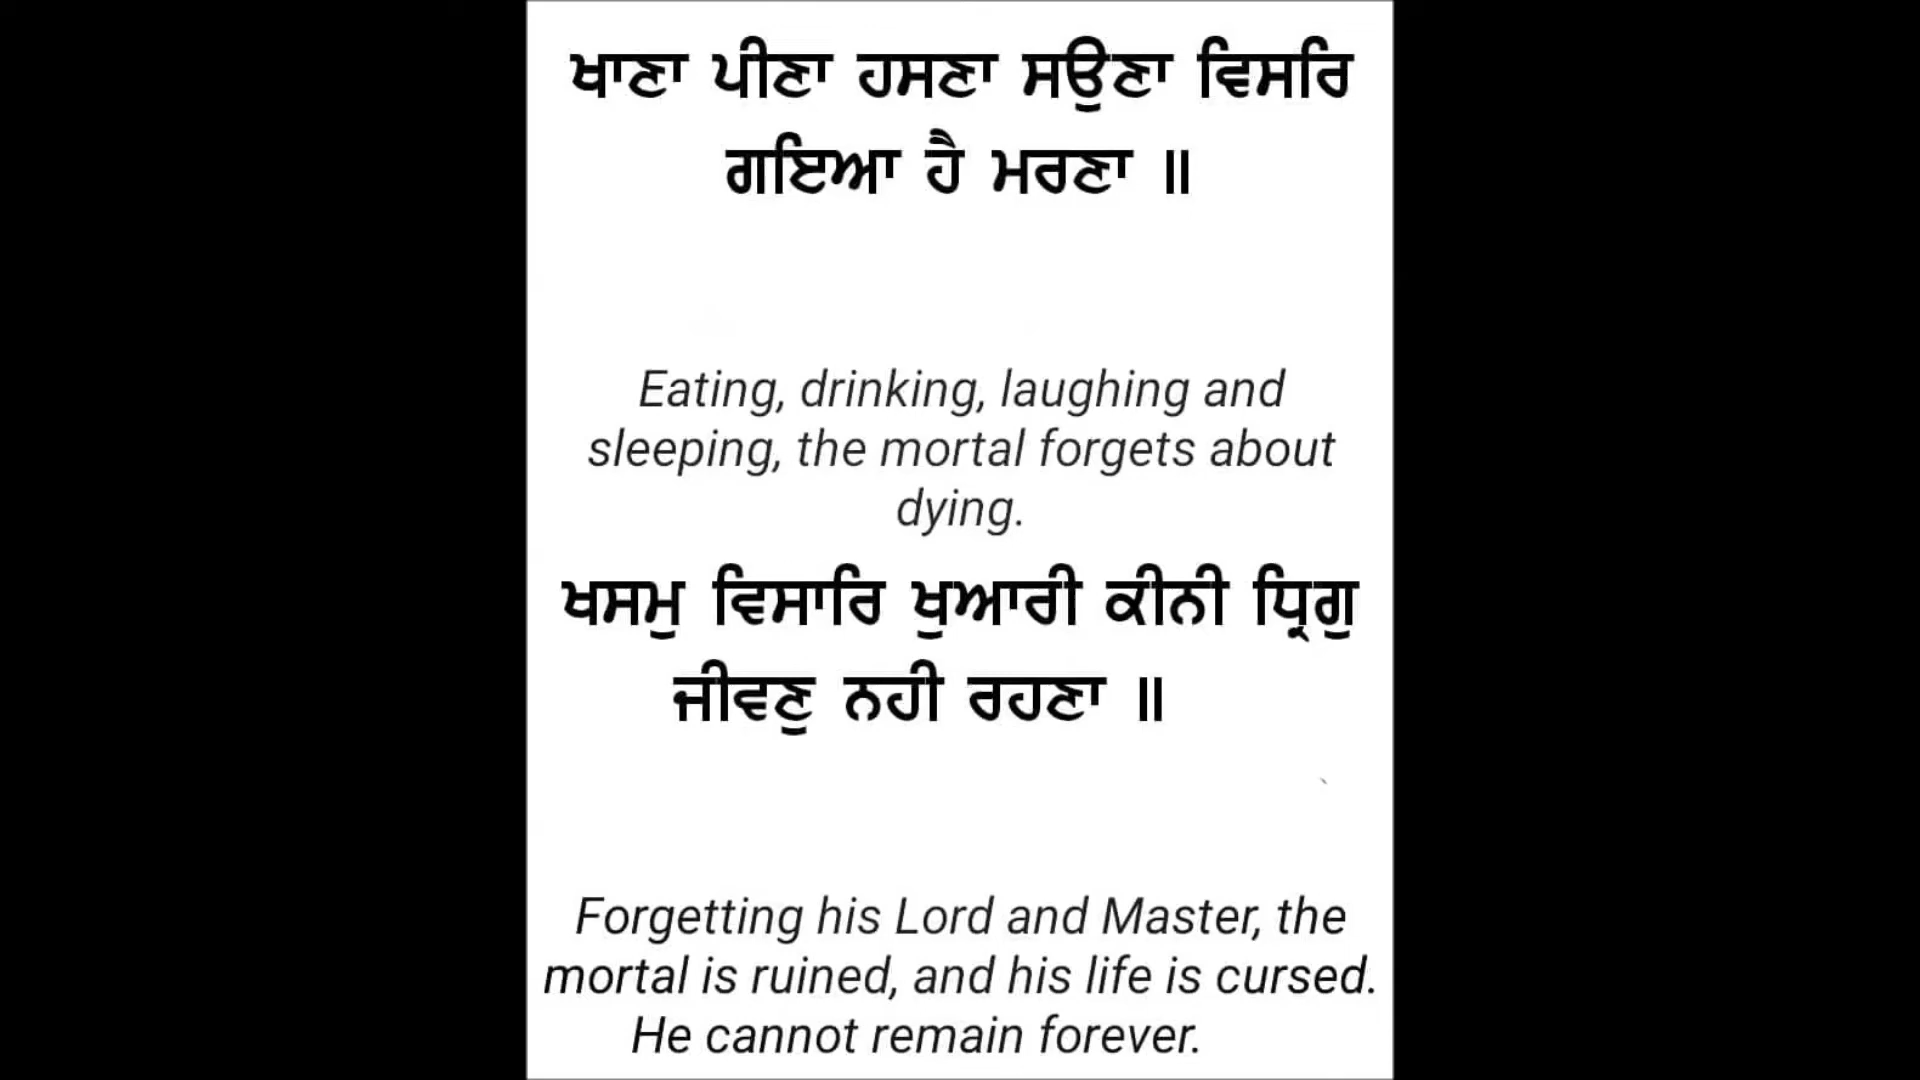 ਖਾਣਾ ਪੀਣਾ ਹਸਣਾ ਸਉਣਾ ਵਿਸਰਿ
ਗਇਆ ਹੈ ਮਰਣਾ ॥
Eating, drinking, laughing and
sleeping, the mortal forgets about
dying.
ਖਸਮੁ ਵਿਸਾਰਿ ਖੁਆਰੀ ਕੀਨੀ ਧ੍ਰਿਗੁ
ਜੀਵਣੁ ਨਹੀ ਰਹਣਾ ॥
Forgetting his Lord and Master, the
mortal is ruined, and his life is cursed.
He cannot remain forever.